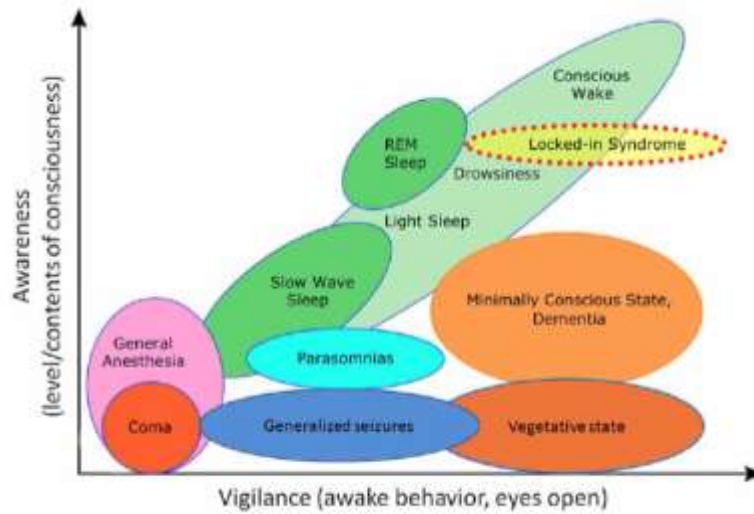 Awareness
(level/contents of consciousness)
Conscious
Wake
REM
Sleep
Locked-in Syndrome
Drowsiness
Light Sleep
Slow Wave
Sleep
Minimally Conscious State,
Dementia
General
Anesthesia
Parasomnias
Coma
Generalized seizures
Vegetative state
Vigilance (awake behavior, eyes open)